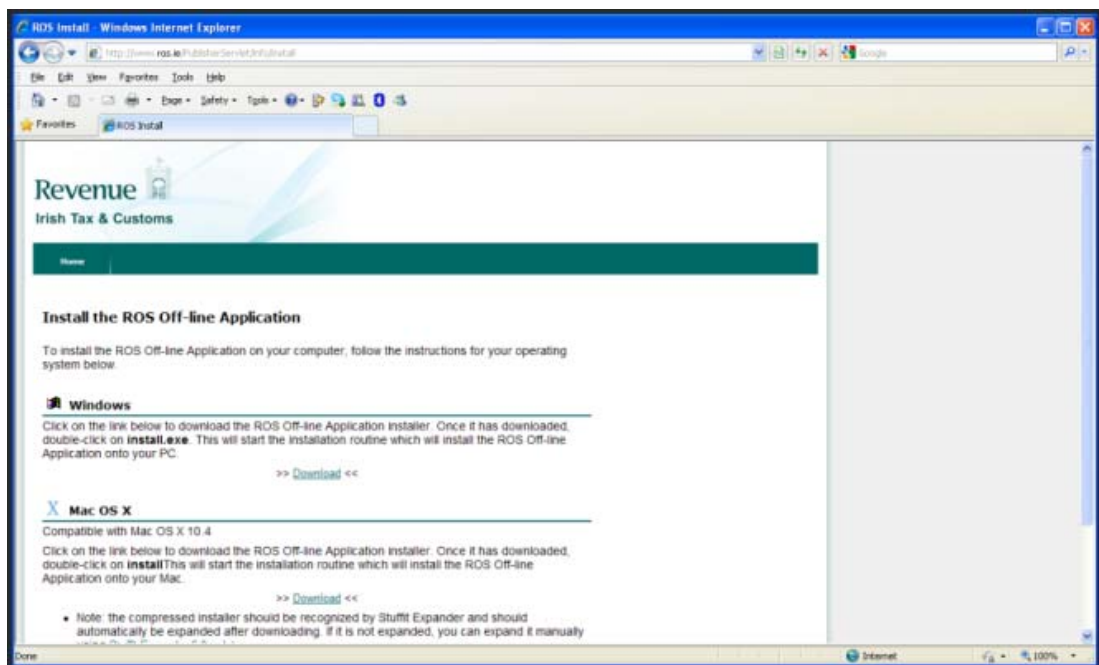 ROS Install - Windows Internet Explorer
http://www.ros.ie/PublisherServlet/info/install
Google
File Edit View Favorites Tools Help
Page Safety Tools
Favorites ROS Install
Revenue
Irish Tax & Customs
Home
Install the ROS Off-line Application
To install the ROS Off-line Application on your computer, follow the instructions for your operating
system below.
Windows
Click on the link below to download the ROS Off-line Application installer. Once it has downloaded,
double-click on install.exe. This will start the installation routine which will install the ROS Off-line
Application onto your PC.
>> Download <<
X Mac OS X
Compatible with Mac OS X 10.4
Click on the link below to download the ROS Off-line Application installer. Once it has downloaded,
double-click on installThis will start the installation routine which will install the ROS Off-line
Application onto your Mac.
>> Download <<
• Note: the compressed installer should be recognized by Stuffit Expander and should
automatically be expanded after downloading. If it is not expanded, you can expand it manually
Done Internet 100%